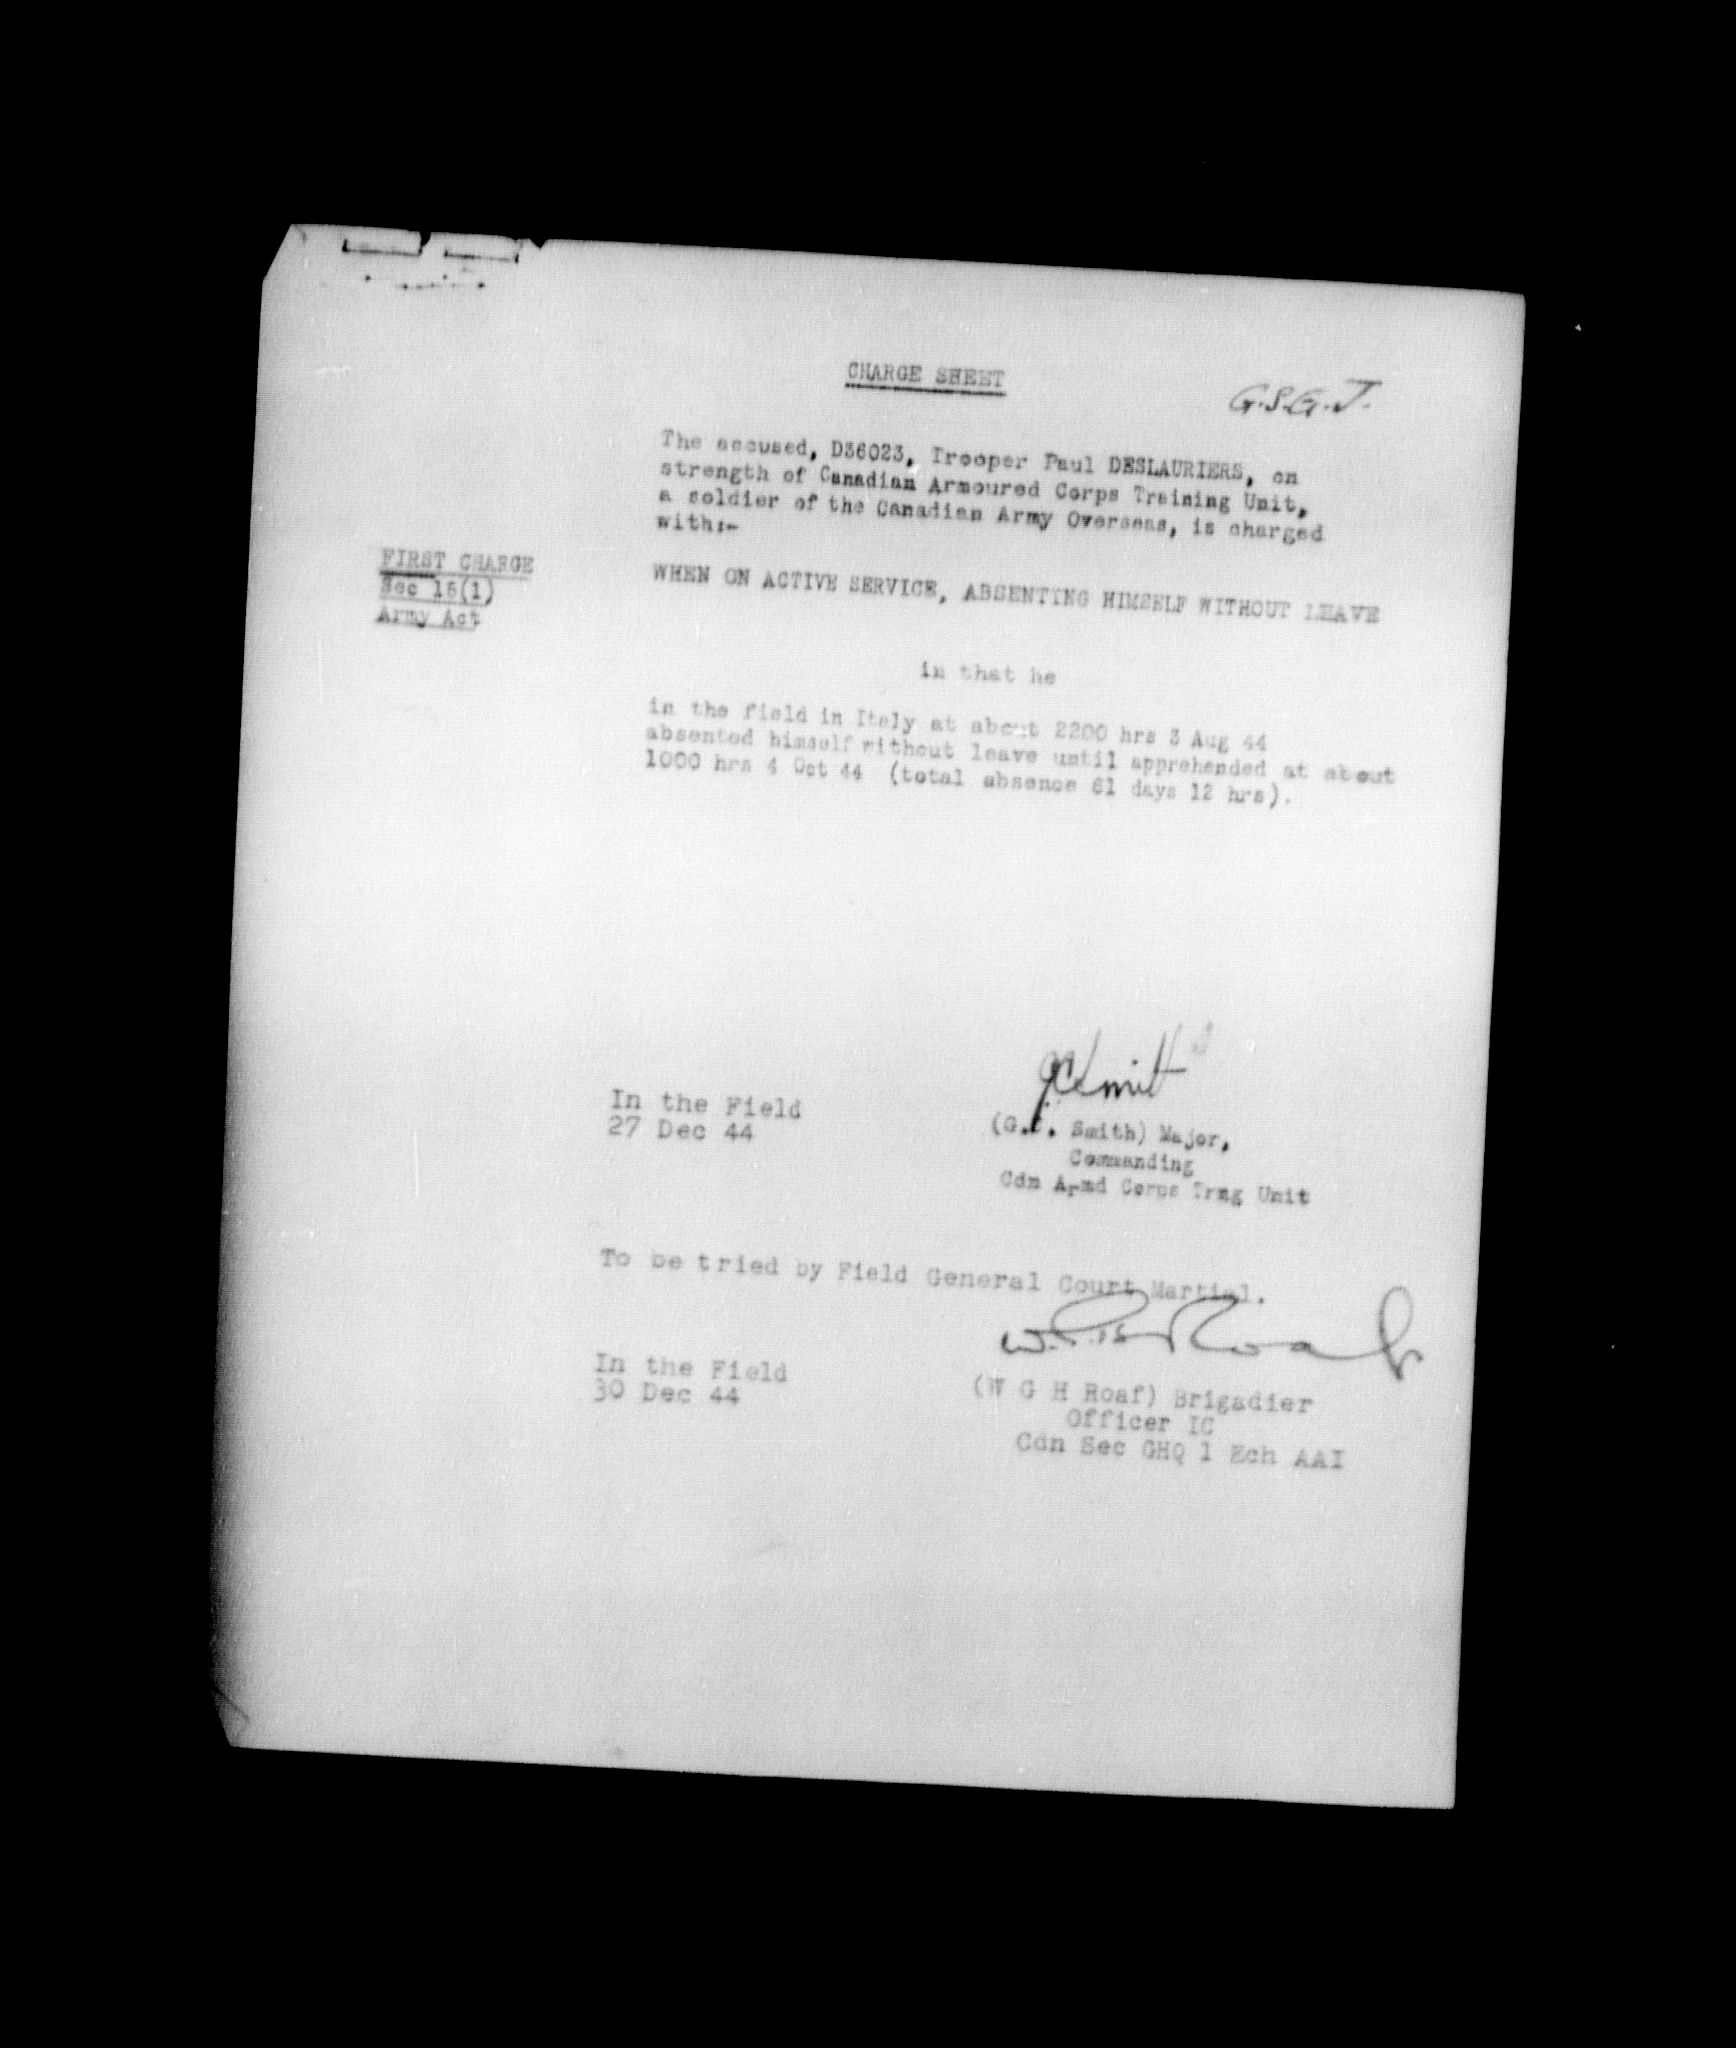 CHARGE SHEET
G.S.G.J.
The accused, D36023, Trooper Paul DESLAURIERS, on
strength of Canadian Armoured Corps Training Unit,
a soldier of the Canadian Army Overseas, is charged
with:-
FIRST CHARGE
Sec 15(1)
Army Act
WHEN ON ACTIVE SERVICE, ABSENTING HIMSELF WITHOUT LEAVE
in that he
in the field in Italy at about 2200 hrs 3 Aug 44
absented himself without leave until apprehended at about
1000 hrs 4 Oct 44 (total absence 61 days 12 hrs).
In the Field
27 Dec 44
GCSmith
(G.C. Smith) Major,
Commanding
Cdn Armd Corps Trng Unit
To be tried by Field General Court Martial.
In the Field
30 Dec 44
W.G.H. Roaf
(W G H Roaf) Brigadier
Officer IC
Cdn Sec GHQ 1 Ech AAI